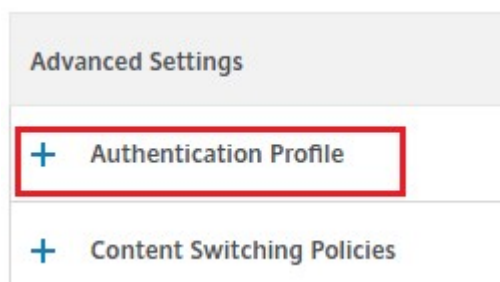 Advanced Settings
+ Authentication Profile
+ Content Switching Policies